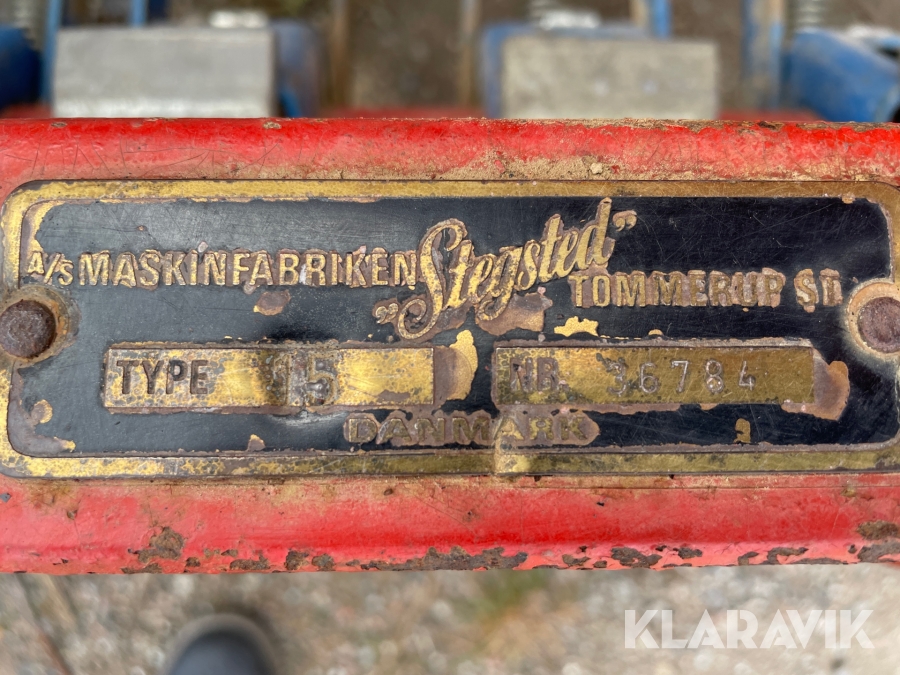 A/S MASKINFABRIKEN „Stegsted” TOMMERUP ST
TYPE 15 NR. 36784
DANMARK
KLARAVIK